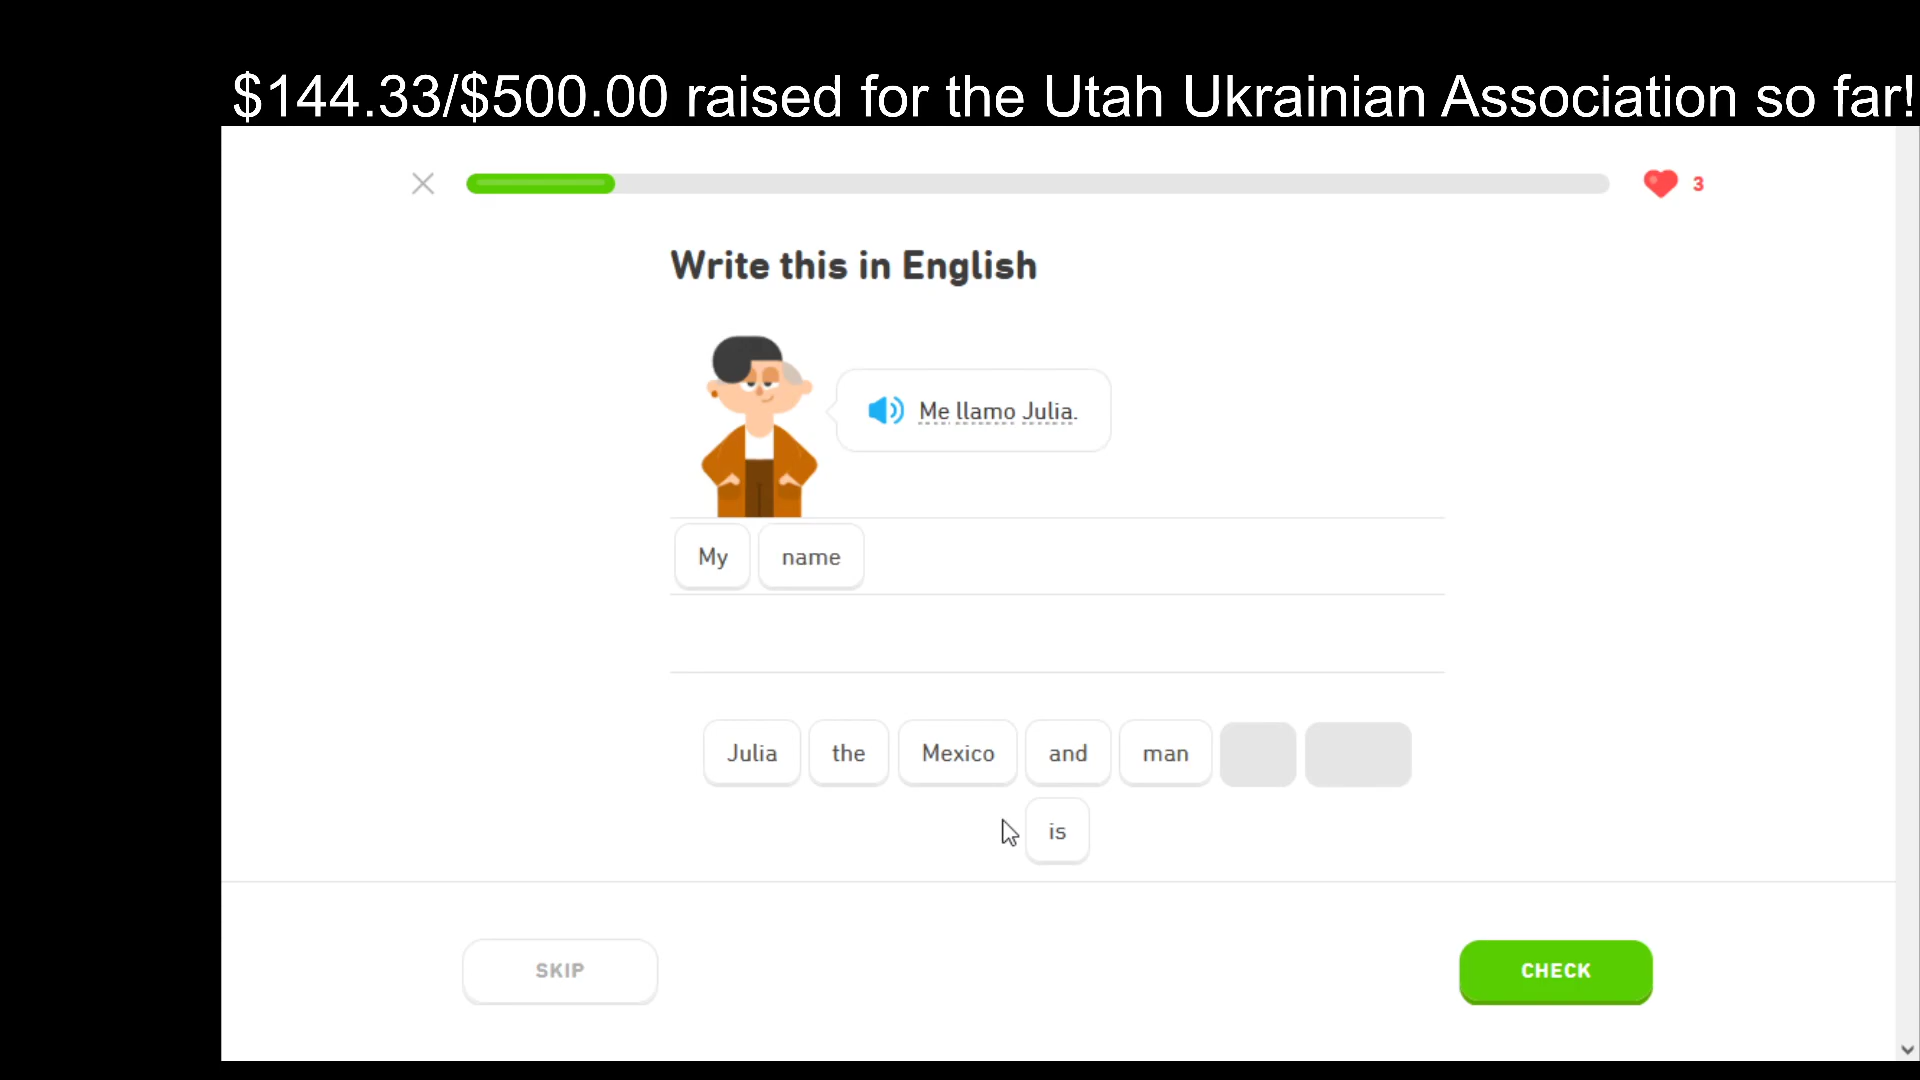 $144.33/$500.00 raised for the Utah Ukrainian Association so far!
3
Write this in English
Me llamo Julia.
My name
Julia the Mexico and man
is
SKIP CHECK